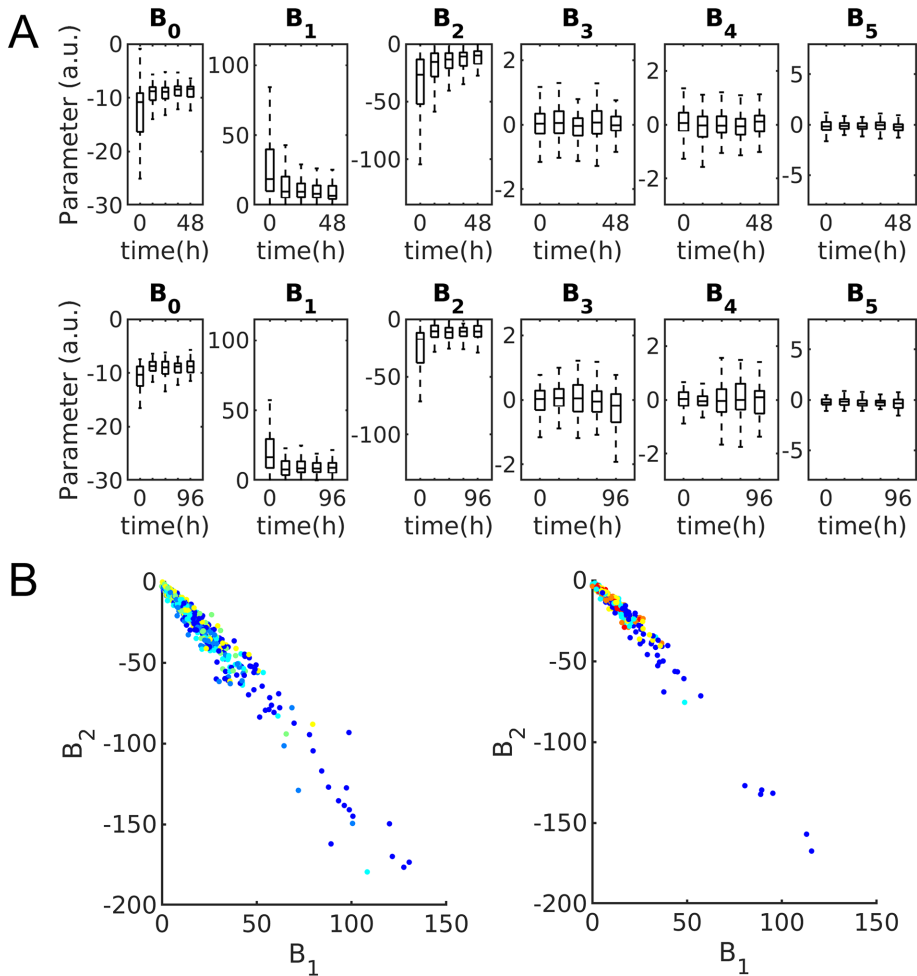 A
B0 B1 B2 B3 B4 B5
Parameter (a.u.)
0 -10 -20 -30
100 50 0
0 -50 -100
2 0 -2
2 0 -2
5 0 -5
0 48 0 48 0 48 0 48 0 48 0 48
time(h) time(h) time(h) time(h) time(h) time(h)
B0 B1 B2 B3 B4 B5
Parameter (a.u.)
0 -10 -20 -30
100 50 0
0 -50 -100
2 0 -2
2 0 -2
5 0 -5
0 96 0 96 0 96 0 96 0 96 0 96
time(h) time(h) time(h) time(h) time(h) time(h)
B
B2
0 -50 -100 -150 -200
0 50 100 150
B1
B2
0 -50 -100 -150 -200
0 50 100 150
B1